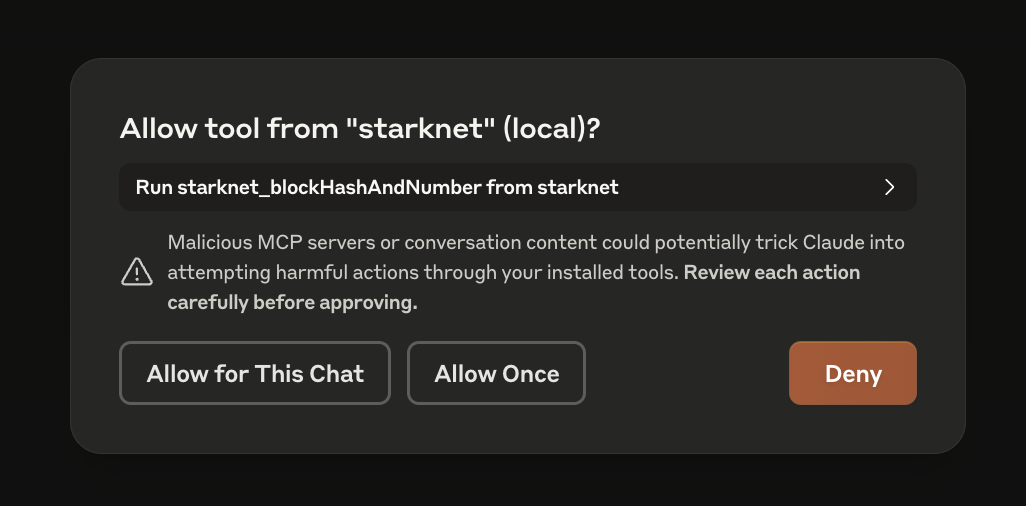 Allow tool from "starknet" (local)?
Run starknet_blockHashAndNumber from starknet
Malicious MCP servers or conversation content could potentially trick Claude into
attempting harmful actions through your installed tools. Review each action
carefully before approving.
Allow for This Chat
Allow Once
Deny